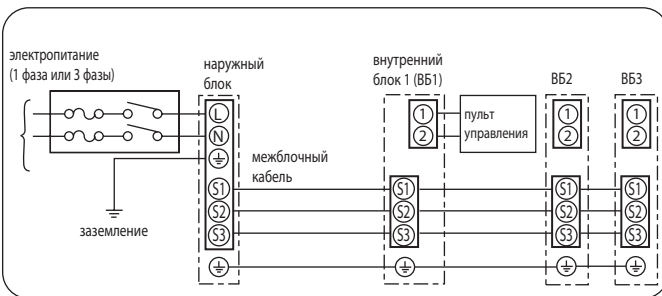 электропитание
(1 фаза или 3 фазы)
наружный
блок
внутренний
блок 1 (ВБ1)
ВБ2
ВБ3
L
N
1
2
пульт
управления
1
2
1
2
межблочный
кабель
заземление
S1
S2
S3
S1
S2
S3
S1
S2
S3
S1
S2
S3